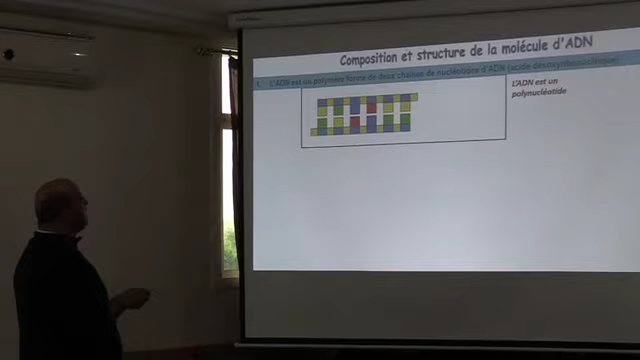 Composition et structure de la molécule d'ADN
1. L'ADN est un polymère formé de deux chaînes de nucléotides d'ADN (acide désoxyribonucléique)
L'ADN est un
polynucléotide